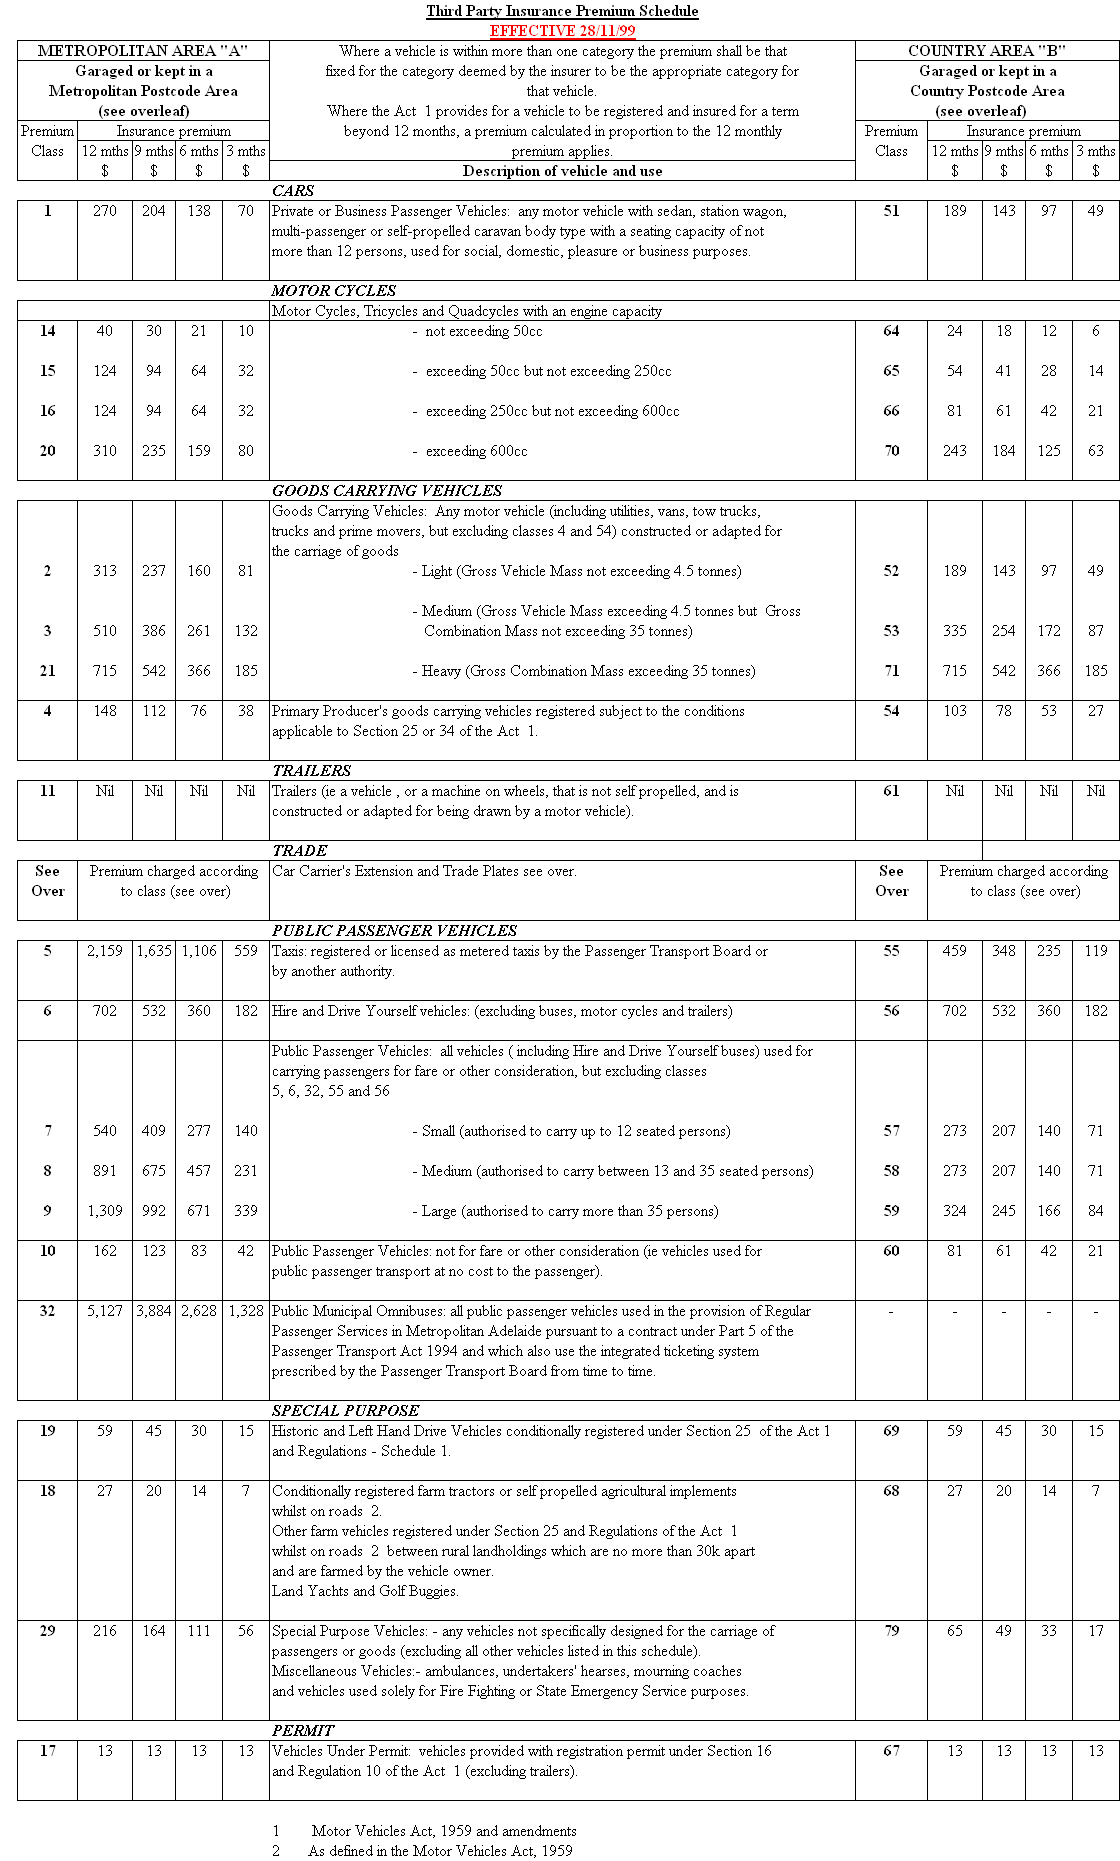 Third Party Insurance Premium Schedule
EFFECTIVE 28/11/99
METROPOLITAN AREA "A" Where a vehicle is within more than one category the premium shall be that COUNTRY AREA "B"
Garaged or kept in a fixed for the category deemed by the insurer to be the appropriate category for Garaged or kept in a
Metropolitan Postcode Area that vehicle. Country Postcode Area
(see overleaf) Where the Act 1 provides for a vehicle to be registered and insured for a term (see overleaf)
Premium Insurance premium beyond 12 months, a premium calculated in proportion to the 12 monthly Premium Insurance premium
Class 12 mths 9 mths 6 mths 3 mths premium applies. Class 12 mths 9 mths 6 mths 3 mths
$ $ $ $ Description of vehicle and use $ $ $ $
CARS
1 270 204 138 70 Private or Business Passenger Vehicles: any motor vehicle with sedan, station wagon, 51 189 143 97 49
multi-passenger or self-propelled caravan body type with a seating capacity of not
more than 12 persons, used for social, domestic, pleasure or business purposes.
MOTOR CYCLES
Motor Cycles, Tricycles and Quadcycles with an engine capacity
14 40 30 21 10 - not exceeding 50cc 64 24 18 12 6
15 124 94 64 32 - exceeding 50cc but not exceeding 250cc 65 54 41 28 14
16 124 94 64 32 - exceeding 250cc but not exceeding 600cc 66 81 61 42 21
20 310 235 159 80 - exceeding 600cc 70 243 184 125 63
GOODS CARRYING VEHICLES
Goods Carrying Vehicles: Any motor vehicle (including utilities, vans, tow trucks,
trucks and prime movers, but excluding classes 4 and 54) constructed or adapted for
the carriage of goods
2 313 237 160 81 - Light (Gross Vehicle Mass not exceeding 4.5 tonnes) 52 189 143 97 49
- Medium (Gross Vehicle Mass exceeding 4.5 tonnes but Gross
3 510 386 261 132 Combination Mass not exceeding 35 tonnes) 53 335 254 172 87
21 715 542 366 185 - Heavy (Gross Combination Mass exceeding 35 tonnes) 71 715 542 366 185
4 148 112 76 38 Primary Producer's goods carrying vehicles registered subject to the conditions 54 103 78 53 27
applicable to Section 25 or 34 of the Act 1.
TRAILERS
11 Nil Nil Nil Nil Trailers (ie a vehicle , or a machine on wheels, that is not self propelled, and is 61 Nil Nil Nil Nil
constructed or adapted for being drawn by a motor vehicle).
TRADE
See Premium charged according Car Carrier's Extension and Trade Plates see over. See Premium charged according
Over to class (see over) Over to class (see over)
PUBLIC PASSENGER VEHICLES
5 2,159 1,635 1,106 559 Taxis: registered or licensed as metered taxis by the Passenger Transport Board or 55 459 348 235 119
by another authority.
6 702 532 360 182 Hire and Drive Yourself vehicles: (excluding buses, motor cycles and trailers) 56 702 532 360 182
Public Passenger Vehicles: all vehicles ( including Hire and Drive Yourself buses) used for
carrying passengers for fare or other consideration, but excluding classes
5, 6, 32, 55 and 56
7 540 409 277 140 - Small (authorised to carry up to 12 seated persons) 57 273 207 140 71
8 891 675 457 231 - Medium (authorised to carry between 13 and 35 seated persons) 58 273 207 140 71
9 1,309 992 671 339 - Large (authorised to carry more than 35 persons) 59 324 245 166 84
10 162 123 83 42 Public Passenger Vehicles: not for fare or other consideration (ie vehicles used for 60 81 61 42 21
public passenger transport at no cost to the passenger).
32 5,127 3,884 2,628 1,328 Public Municipal Omnibuses: all public passenger vehicles used in the provision of Regular - - - - -
Passenger Services in Metropolitan Adelaide pursuant to a contract under Part 5 of the
Passenger Transport Act 1994 and which also use the integrated ticketing system
prescribed by the Passenger Transport Board from time to time.
SPECIAL PURPOSE
19 59 45 30 15 Historic and Left Hand Drive Vehicles conditionally registered under Section 25 of the Act 1 69 59 45 30 15
and Regulations - Schedule 1.
18 27 20 14 7 Conditionally registered farm tractors or self propelled agricultural implements 68 27 20 14 7
whilst on roads 2.
Other farm vehicles registered under Section 25 and Regulations of the Act 1
whilst on roads 2 between rural landholdings which are no more than 30k apart
and are farmed by the vehicle owner.
Land Yachts and Golf Buggies.
29 216 164 111 56 Special Purpose Vehicles: - any vehicles not specifically designed for the carriage of 79 65 49 33 17
passengers or goods (excluding all other vehicles listed in this schedule).
Miscellaneous Vehicles:- ambulances, undertakers' hearses, mourning coaches
and vehicles used solely for Fire Fighting or State Emergency Service purposes.
PERMIT
17 13 13 13 13 Vehicles Under Permit: vehicles provided with registration permit under Section 16 67 13 13 13 13
and Regulation 10 of the Act 1 (excluding trailers).
1 Motor Vehicles Act, 1959 and amendments
2 As defined in the Motor Vehicles Act, 1959